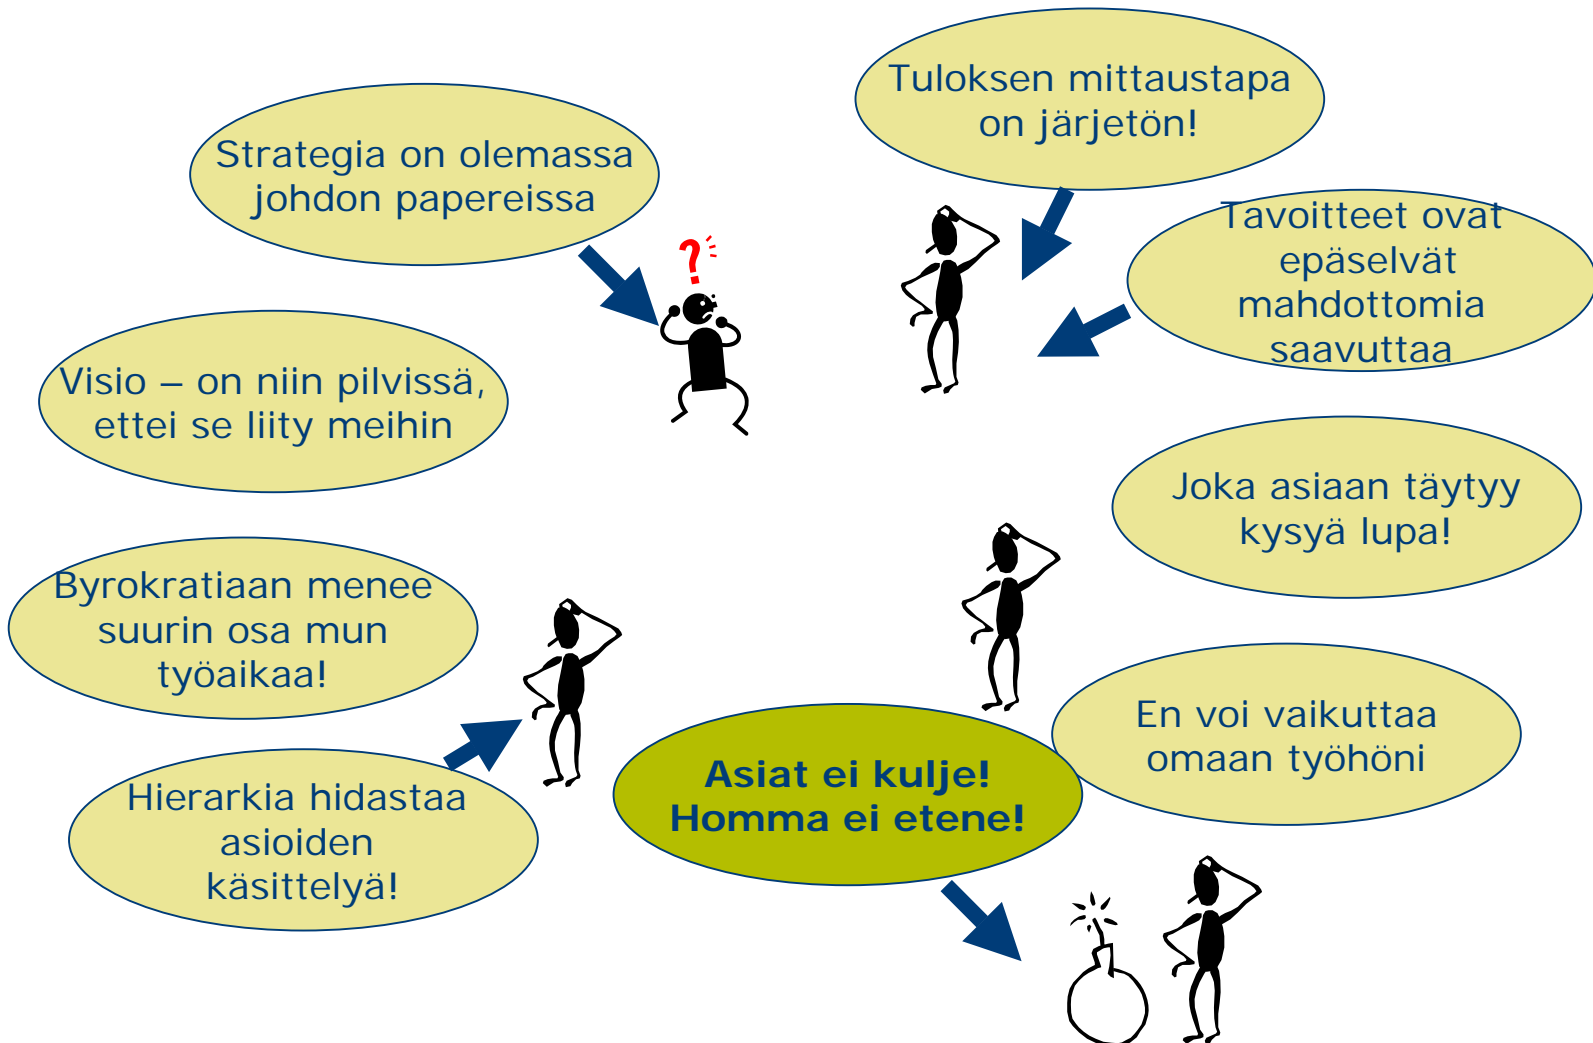 Tuloksen mittaustapa
on järjetön!
Strategia on olemassa
johdon papereissa
Tavoitteet ovat
epäselvät
mahdottomia
saavuttaa
Visio – on niin pilvissä,
ettei se liity meihin
Joka asiaan täytyy
kysyä lupa!
Byrokratiaan menee
suurin osa mun
työaikaa!
En voi vaikuttaa
omaan työhöni
Asiat ei kulje!
Homma ei etene!
Hierarkia hidastaa
asioiden
käsittelyä!
?